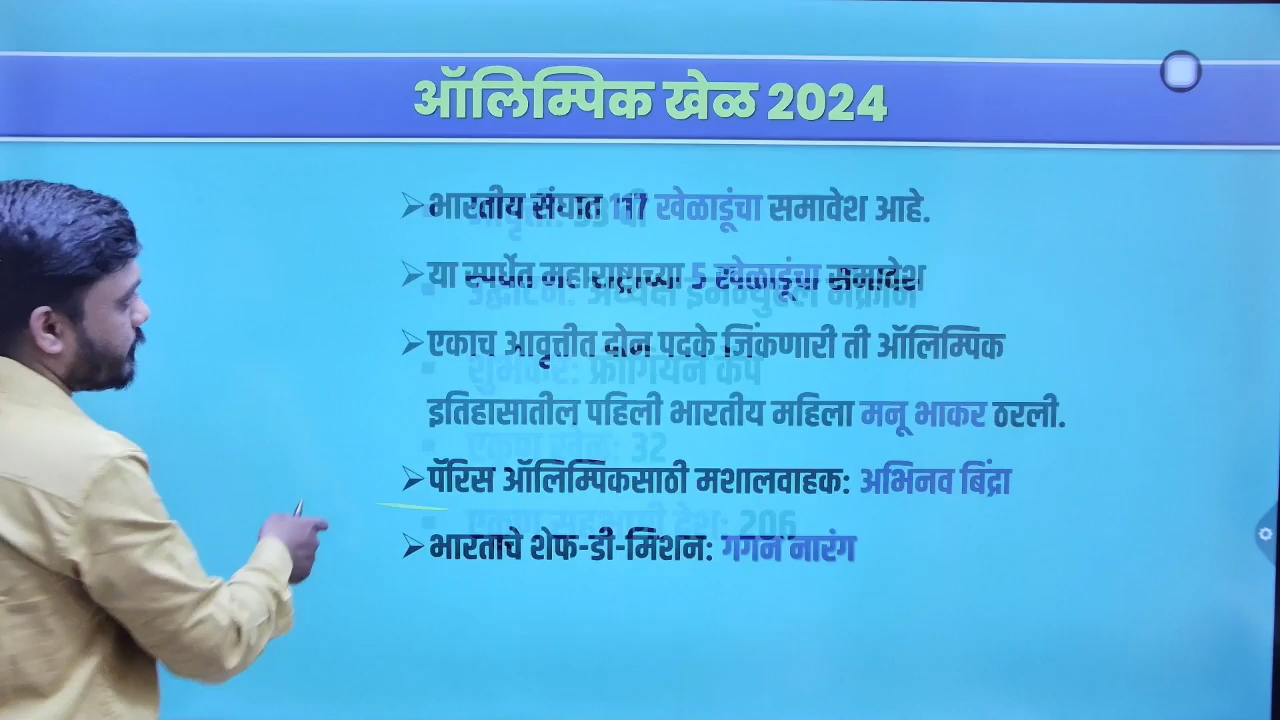 ऑलिम्पिक खेळ 2024
➢भारतीय संघात 117 खेळाडूंचा समावेश आहे.
➢या स्पर्धेत महाराष्ट्राच्या 5 खेळाडूंचा समावेश
➢एकाच आवृत्तीत दोन पदके जिंकणारी ती ऑलिम्पिक
इतिहासातील पहिली भारतीय महिला मनू भाकर ठरली.
➢पॅरिस ऑलिम्पिकसाठी मशालवाहक: अभिनव बिंद्रा
➢भारताचे शेफ-डी-मिशन: गगन नारंग